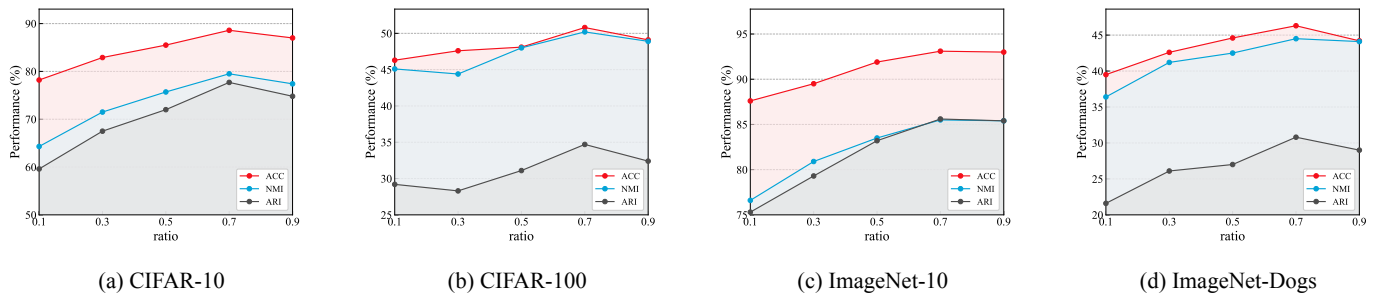 90
80
70
60
50
Performance (%)
0.1 0.3 0.5 0.7 0.9
ratio
ACC
NMI
ARI
(a) CIFAR-10
50
45
40
35
30
25
Performance (%)
0.1 0.3 0.5 0.7 0.9
ratio
ACC
NMI
ARI
(b) CIFAR-100
95
90
85
80
75
Performance (%)
0.1 0.3 0.5 0.7 0.9
ratio
ACC
NMI
ARI
(c) ImageNet-10
45
40
35
30
25
20
Performance (%)
0.1 0.3 0.5 0.7 0.9
ratio
ACC
NMI
ARI
(d) ImageNet-Dogs